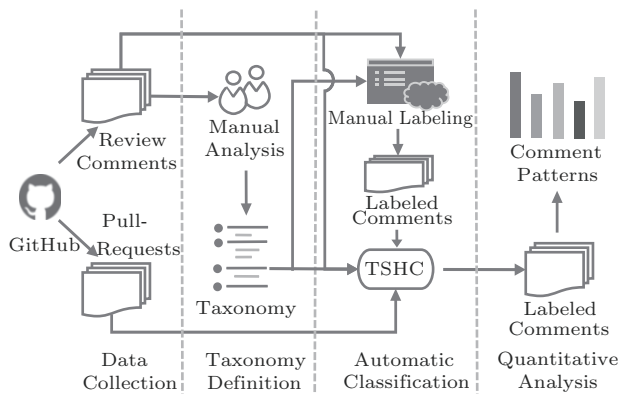 Review
Comments
GitHub
Pull-
Requests
Data
Collection
Manual
Analysis
Taxonomy
Taxonomy
Definition
Manual Labeling
Labeled
Comments
TSHC
Automatic
Classification
Comment
Patterns
Labeled
Comments
Quantitative
Analysis